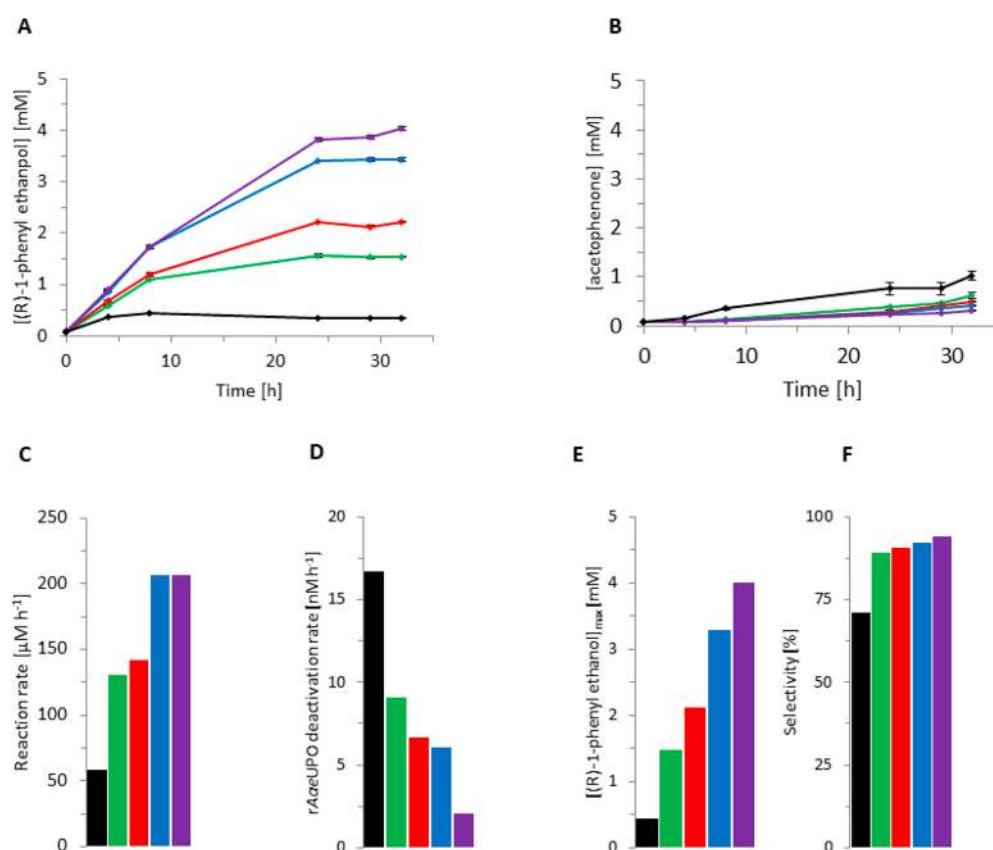 A
[(R)-1-phenyl ethanpol] [mM]
5
4
3
2
1
0
0 10 20 30
Time [h]
B
[acetophenone] [mM]
5
4
3
2
1
0
0 10 20 30
Time [h]
C
Reaction rate [µM h⁻¹]
250
200
150
100
50
0
D
rAaeUPO deactivation rate [nM h⁻¹]
20
15
10
5
0
E
[(R)-1-phenyl ethanol]max [mM]
5
4
3
2
1
0
F
Selectivity [%]
100
75
50
25
0